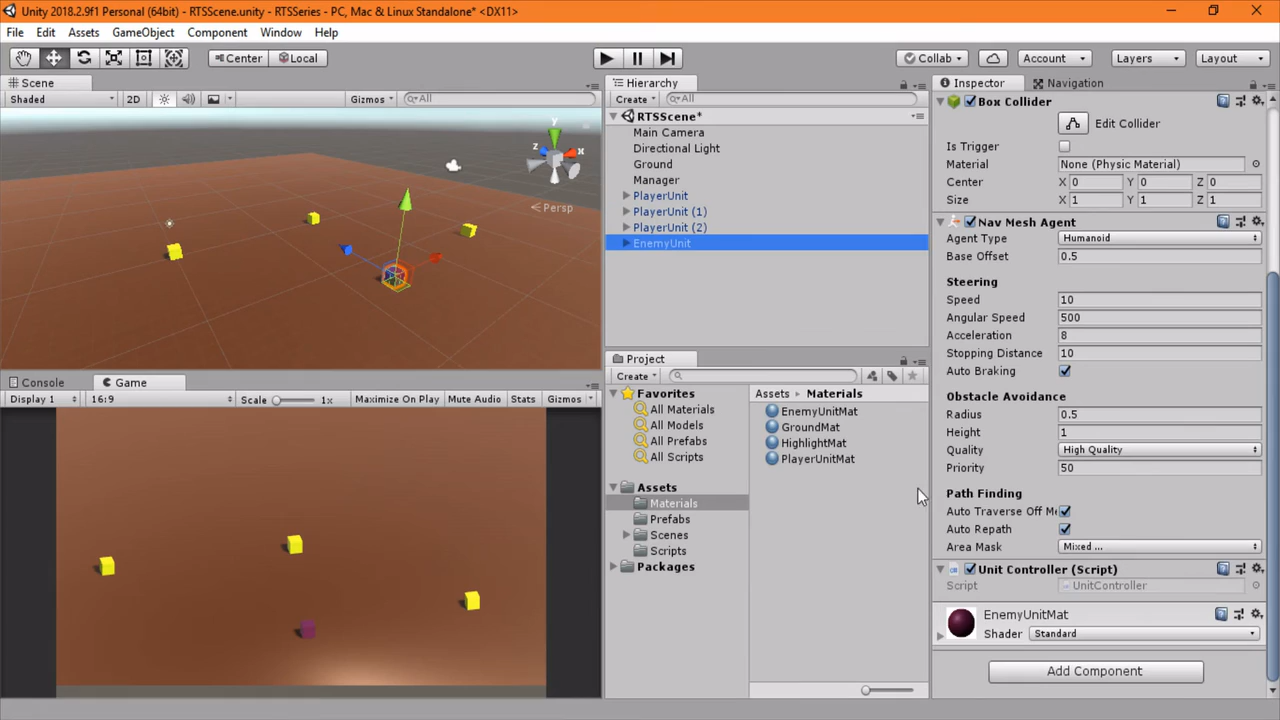 Unity 2018.2.9f1 Personal (64bit) - RTSScene.unity - RTSSeries - PC, Mac & Linux Standalone* <DX11>
File Edit Assets GameObject Component Window Help
Center Local Collab Account Layers Layout
Scene
Shaded 2D Gizmos All
y
z x
Persp
Console Game
Display 1 16:9 Scale 1x Maximize On Play Mute Audio Stats Gizmos
Hierarchy
Create All
RTSScene*
Main Camera
Directional Light
Ground
Manager
PlayerUnit
PlayerUnit (1)
PlayerUnit (2)
EnemyUnit
Project
Create
Favorites
All Materials
All Models
All Prefabs
All Scripts
Assets
Materials
Prefabs
Scenes
Scripts
Packages
Assets Materials
EnemyUnitMat
GroundMat
HighlightMat
PlayerUnitMat
Inspector Navigation
Box Collider
Edit Collider
Is Trigger
Material None (Physic Material)
Center X 0 Y 0 Z 0
Size X 1 Y 1 Z 1
Nav Mesh Agent
Agent Type Humanoid
Base Offset 0.5
Steering
Speed 10
Angular Speed 500
Acceleration 8
Stopping Distance 10
Auto Braking
Obstacle Avoidance
Radius 0.5
Height 1
Quality High Quality
Priority 50
Path Finding
Auto Traverse Off Me
Auto Repath
Area Mask Mixed ...
Unit Controller (Script)
Script UnitController
EnemyUnitMat
Shader Standard
Add Component